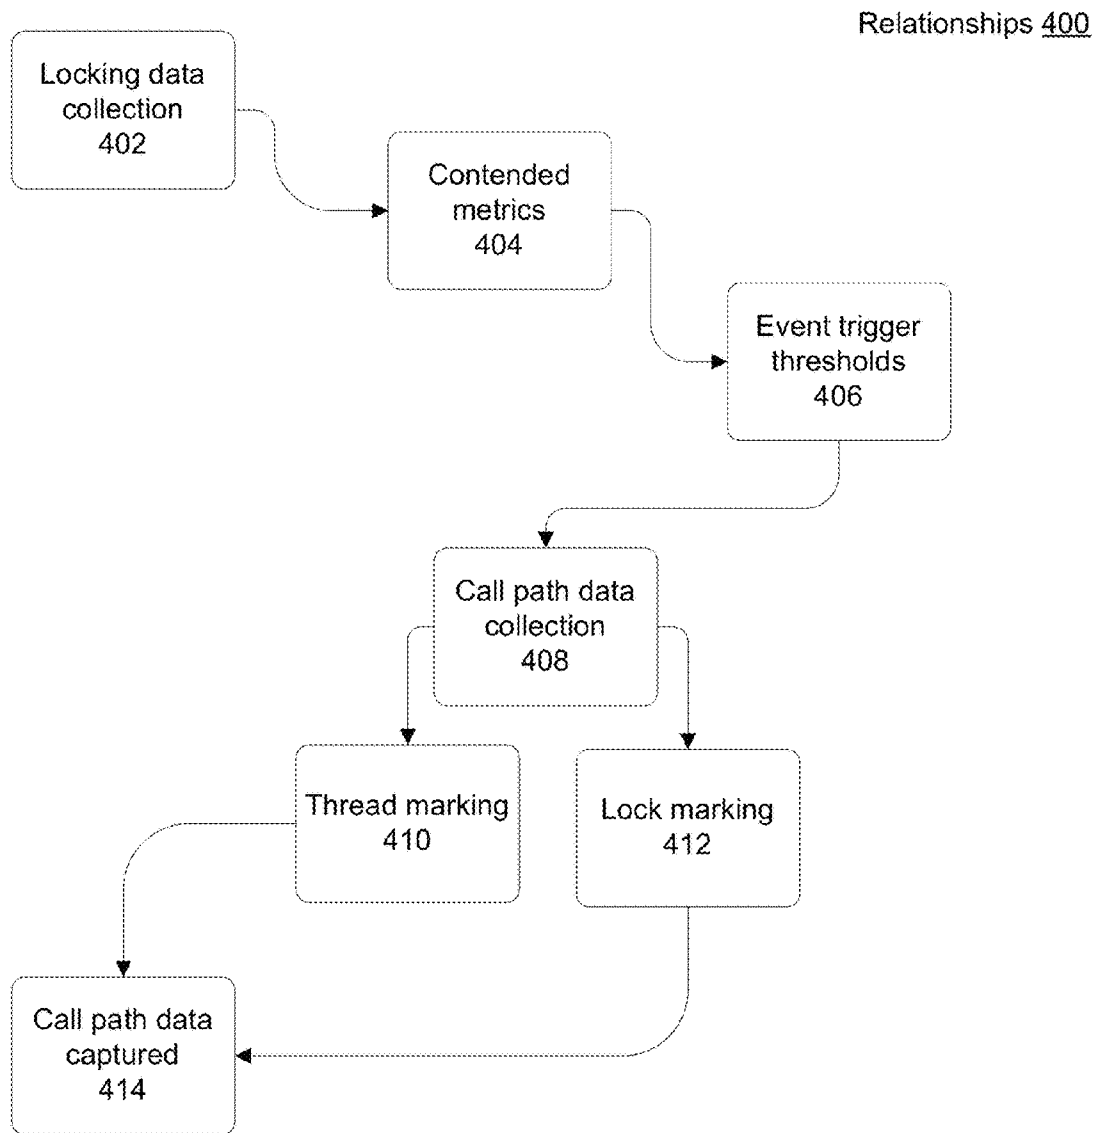 Relationships 400
Locking data
collection
402
Contended
metrics
404
Event trigger
thresholds
406
Call path data
collection
408
Thread marking
410
Lock marking
412
Call path data
captured
414